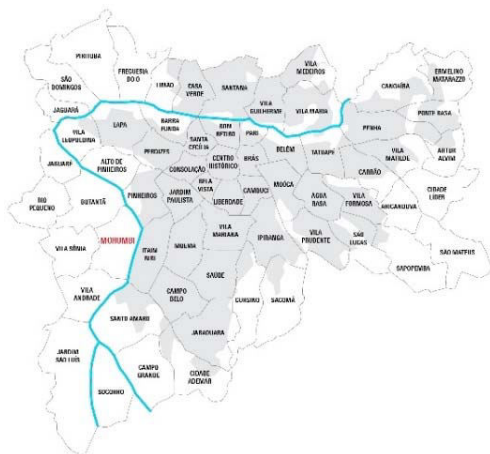 PIRITUBA
SÃO
DOMINGOS
FREGUESIA
DO O
LIMÃO
CASA
VERDE
SANTANA
VILA
MEDEIROS
CANGAÍBA
ERMELINO
MATARAZZO
JAGUARÁ
VILA
LEOPOLDINA
LAPA
BARRA
FUNDA
BOM
RETIRO
PARI
VILA
GUILHERME
VILA MARIA
PENHA
PONTE RASA
ARTUR
ALVIM
JAGUARÉ
ALTO DE
PINHEIROS
PERDIZES
SANTA
CECÍLIA
CENTRO
HISTÓRICO
BRÁS
BELÉM
TATUAPÉ
VILA
MATILDE
CARRÃO
RIO
PEQUENO
BUTANTÃ
PINHEIROS
CONSOLAÇÃO
JARDIM
PAULISTA
BELA
VISTA
LIBERDADE
CAMBUCI
MOÓCA
ÁGUA
RASA
VILA
FORMOSA
ARICANDUVA
CIDADE
LÍDER
VILA SÔNIA
MORUMBI
ITAIM
BIBI
MOEMA
VILA
MARIANA
IPIRANGA
VILA
PRUDENTE
SÃO
LUCAS
SAPOPEMBA
SÃO MATEUS
VILA
ANDRADE
SANTO AMARO
CAMPO
BELO
SAÚDE
CURSINO
SACOMÃ
JARDIM
SÃO LUÍS
SOCORRO
CAMPO
GRANDE
JABAQUARA
CIDADE
ADEMAR